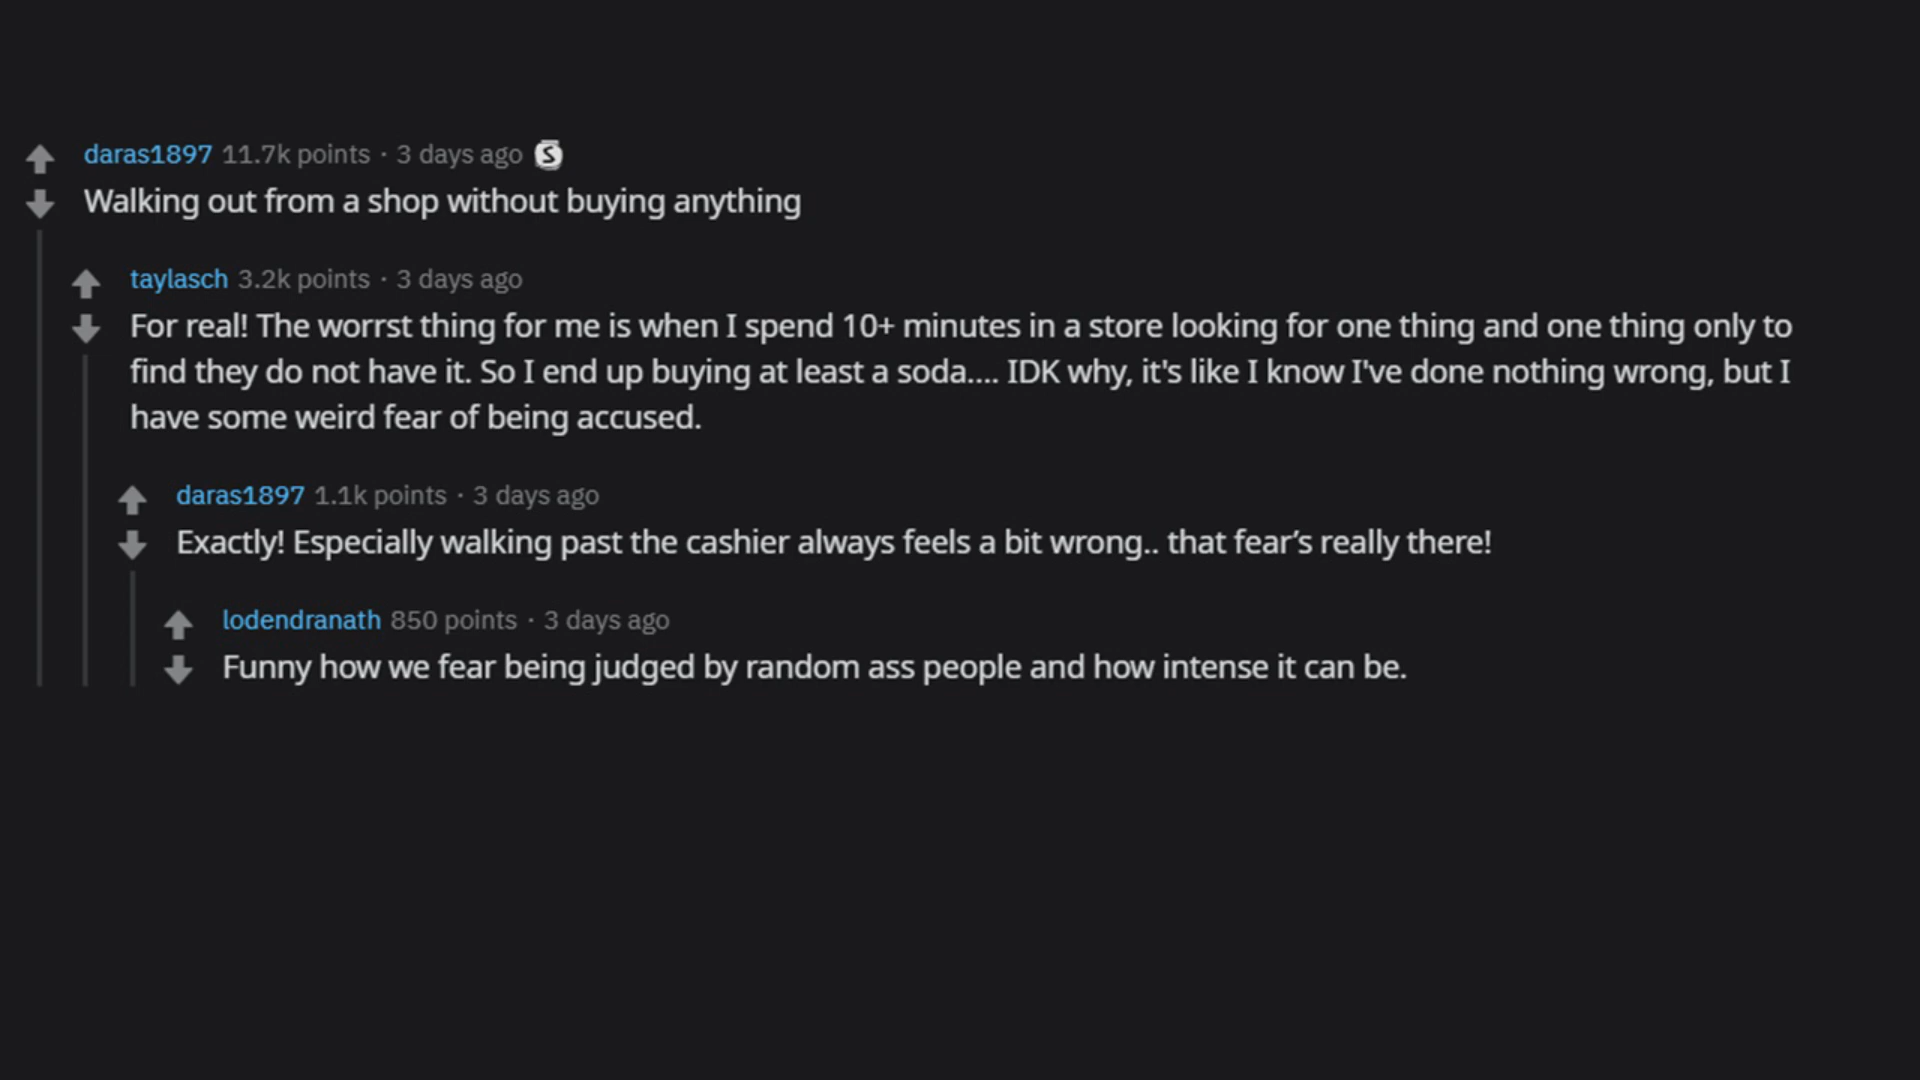 daras1897 11.7k points · 3 days ago S
Walking out from a shop without buying anything
taylasch 3.2k points · 3 days ago
For real! The worrst thing for me is when I spend 10+ minutes in a store looking for one thing and one thing only to
find they do not have it. So I end up buying at least a soda.... IDK why, it's like I know I've done nothing wrong, but I
have some weird fear of being accused.
daras1897 1.1k points · 3 days ago
Exactly! Especially walking past the cashier always feels a bit wrong.. that fear’s really there!
lodendranath 850 points · 3 days ago
Funny how we fear being judged by random ass people and how intense it can be.